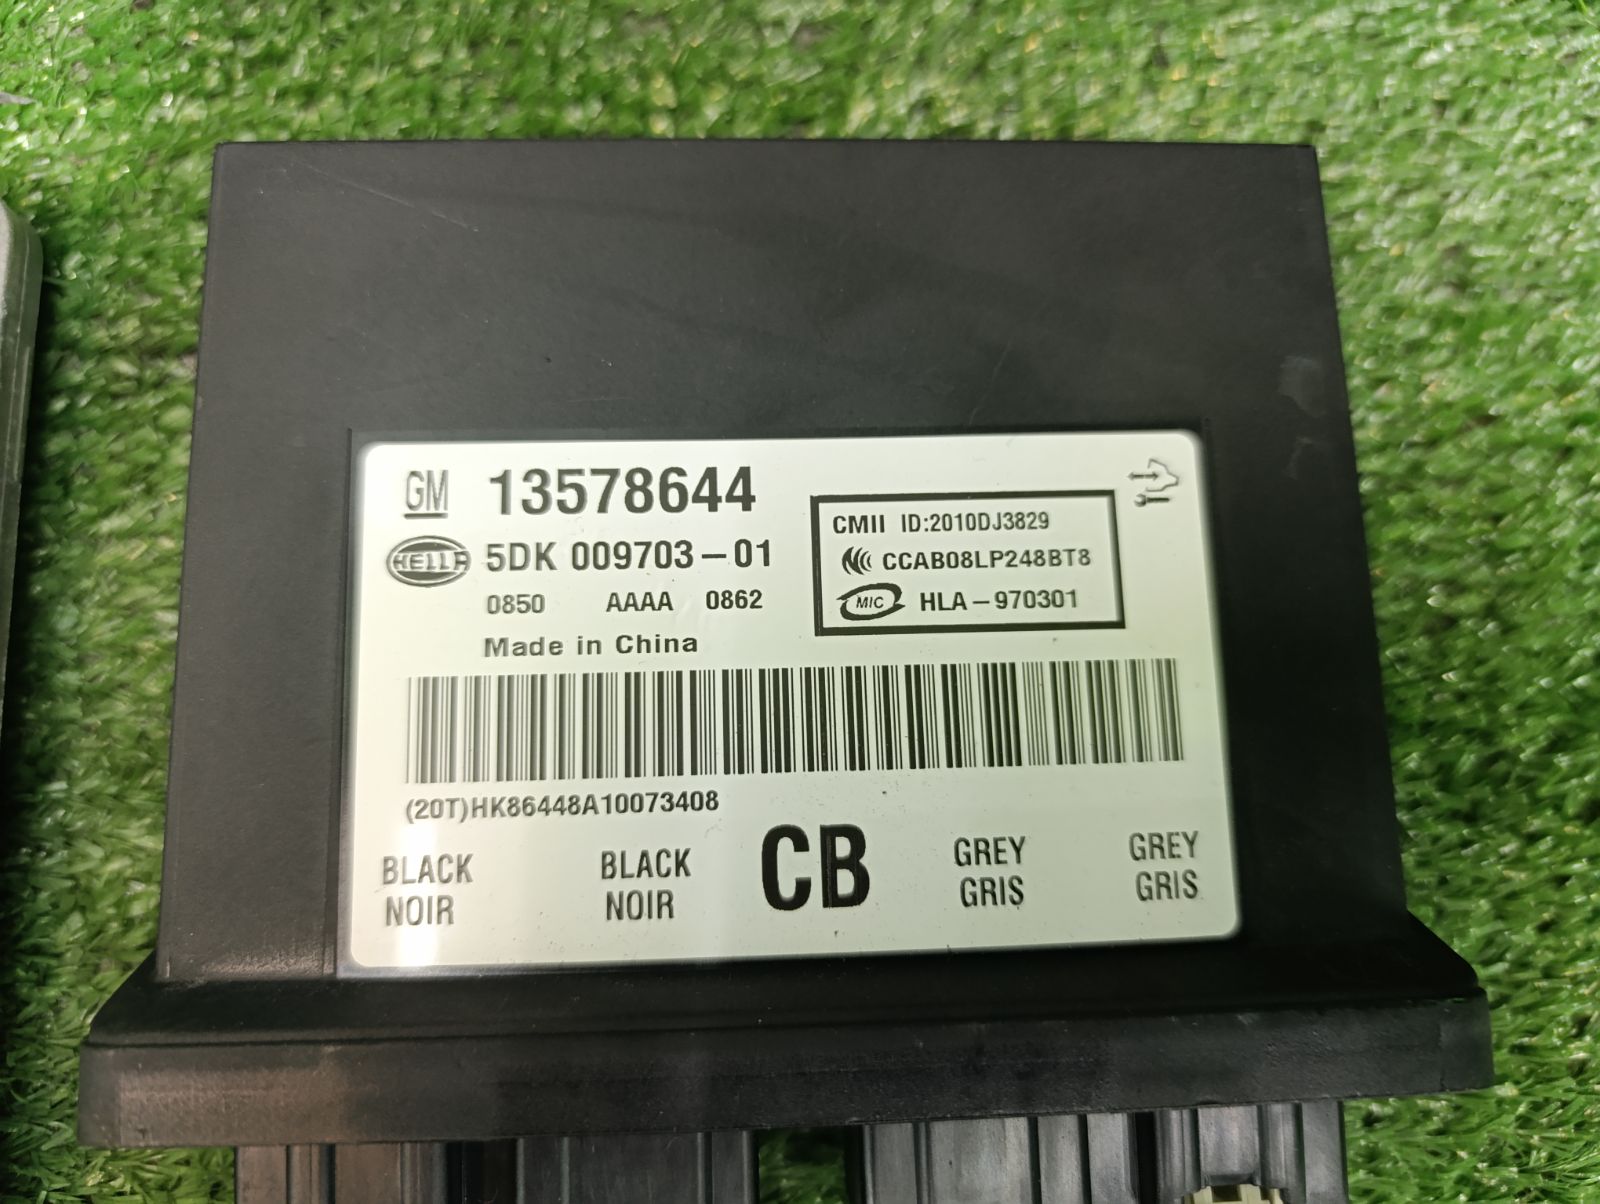 GM 13578644
HELLA 5DK 009703-01
0850 AAAA 0862
Made in China
CMII ID:2010DJ3829
CCAB08LP248BT8
MIC HLA-970301
(20T)HK86448A10073408
BLACK BLACK CB GREY GREY
NOIR NOIR GRIS GRIS